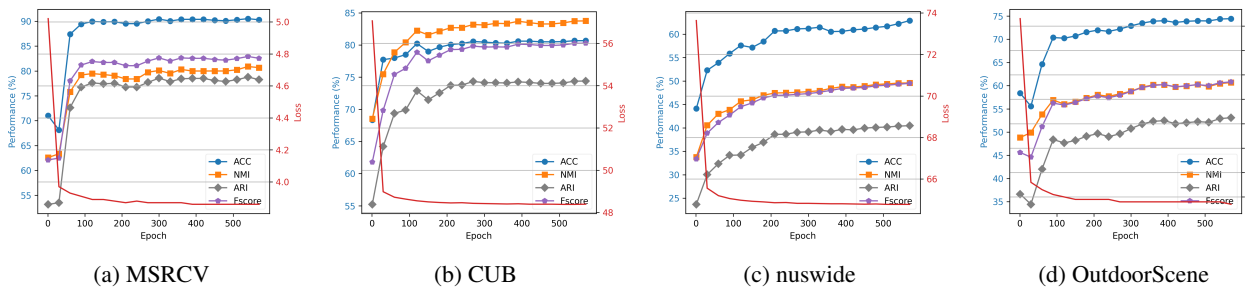 90
85
80
75
70
65
60
55
Performance (%)
5.0
4.8
4.6
4.4
4.2
4.0
Loss
ACC
NMI
ARI
Fscore
0 100 200 300 400 500
Epoch
(a) MSRCV
85
80
75
70
65
60
55
Performance (%)
56
54
52
50
48
Loss
ACC
NMI
ARI
Fscore
0 100 200 300 400 500
Epoch
(b) CUB
60
55
50
45
40
35
30
25
Performance (%)
74
72
70
68
66
Loss
ACC
NMI
ARI
Fscore
0 100 200 300 400 500
Epoch
(c) nuswide
75
70
65
60
55
50
45
40
35
Performance (%)
ACC
NMI
ARI
Fscore
0 100 200 300 400 500
Epoch
(d) OutdoorScene